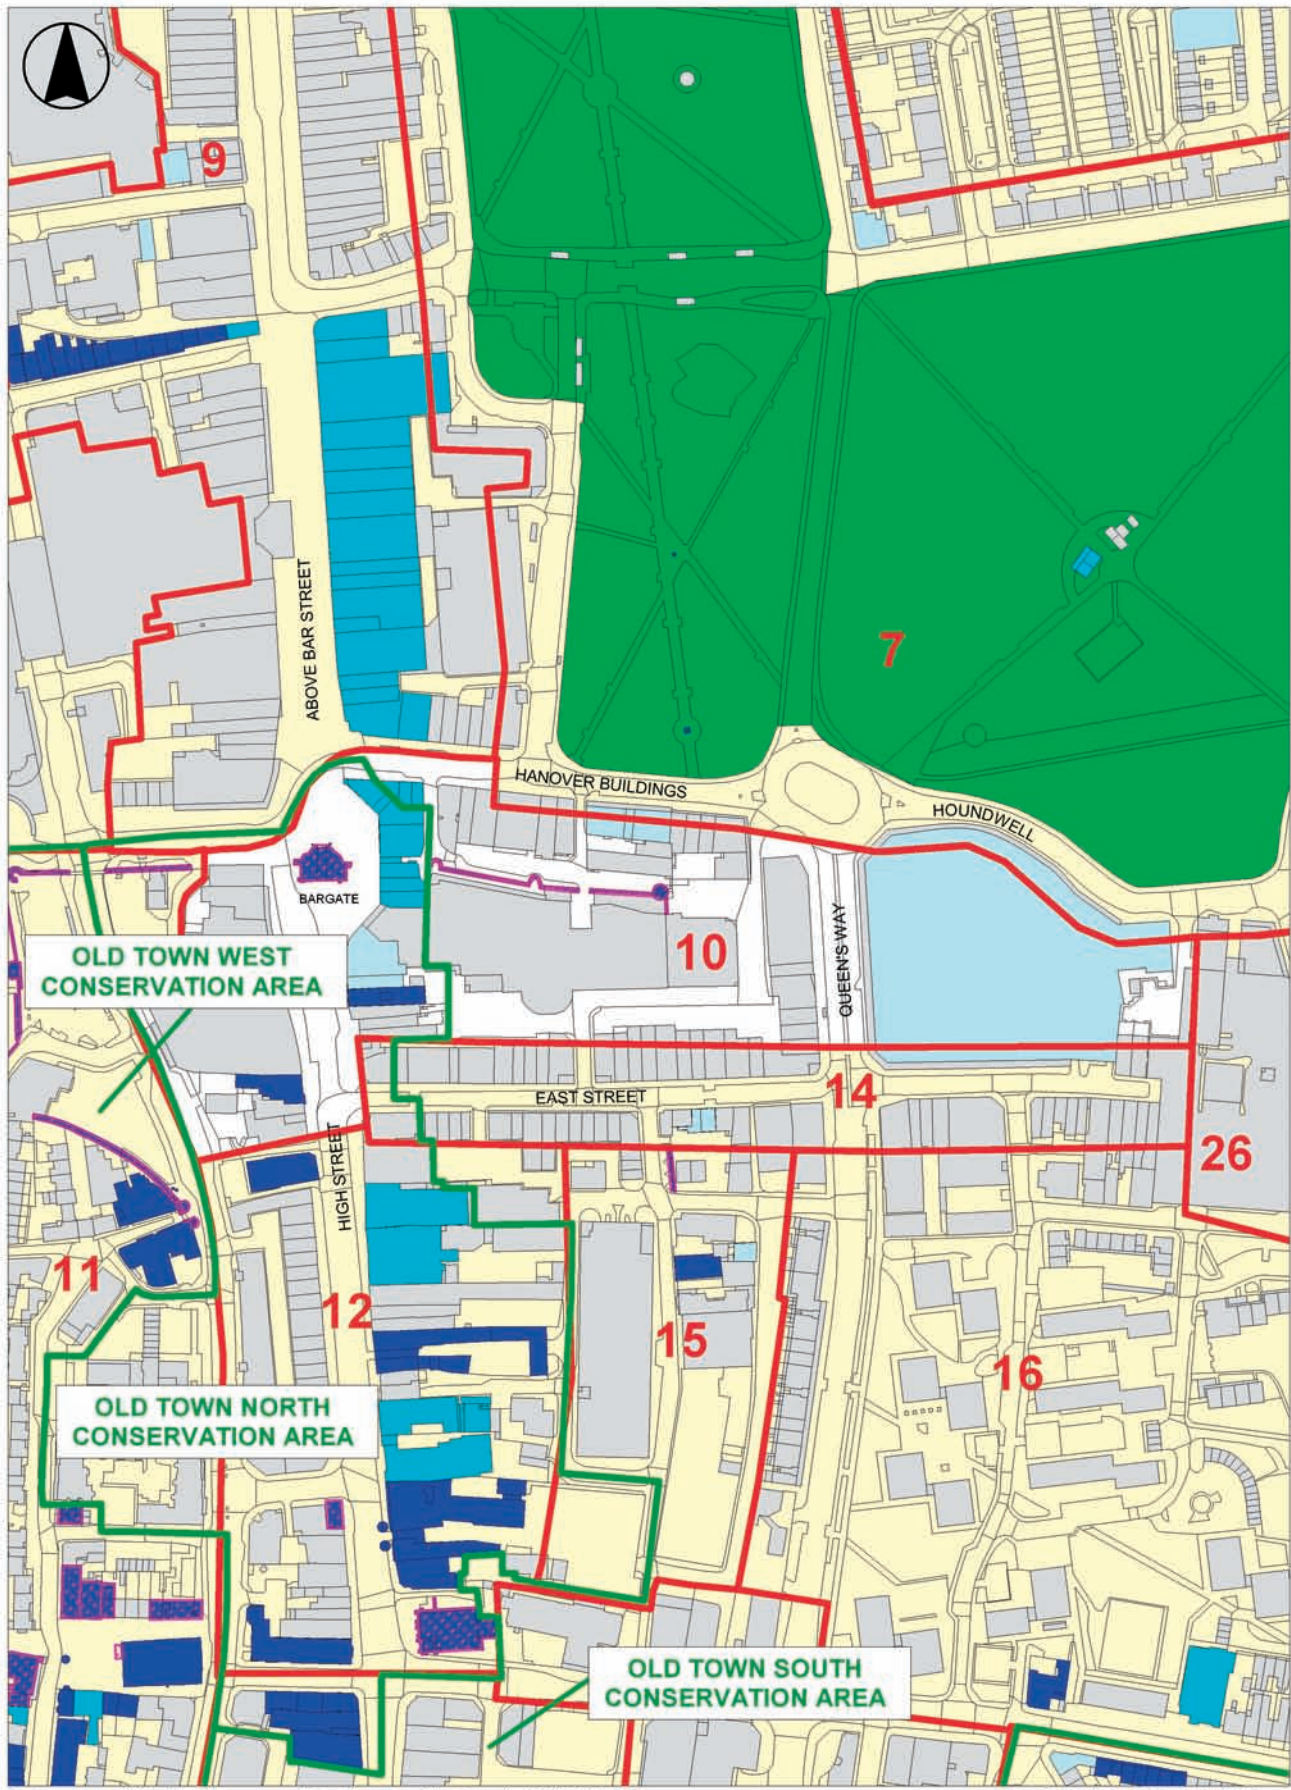 9
ABOVE BAR STREET
7
HANOVER BUILDINGS
HOUNDWELL
BARGATE
OLD TOWN WEST
CONSERVATION AREA
10
QUEEN'S WAY
EAST STREET
14
26
HIGH STREET
11
12
15
16
OLD TOWN NORTH
CONSERVATION AREA
OLD TOWN SOUTH
CONSERVATION AREA